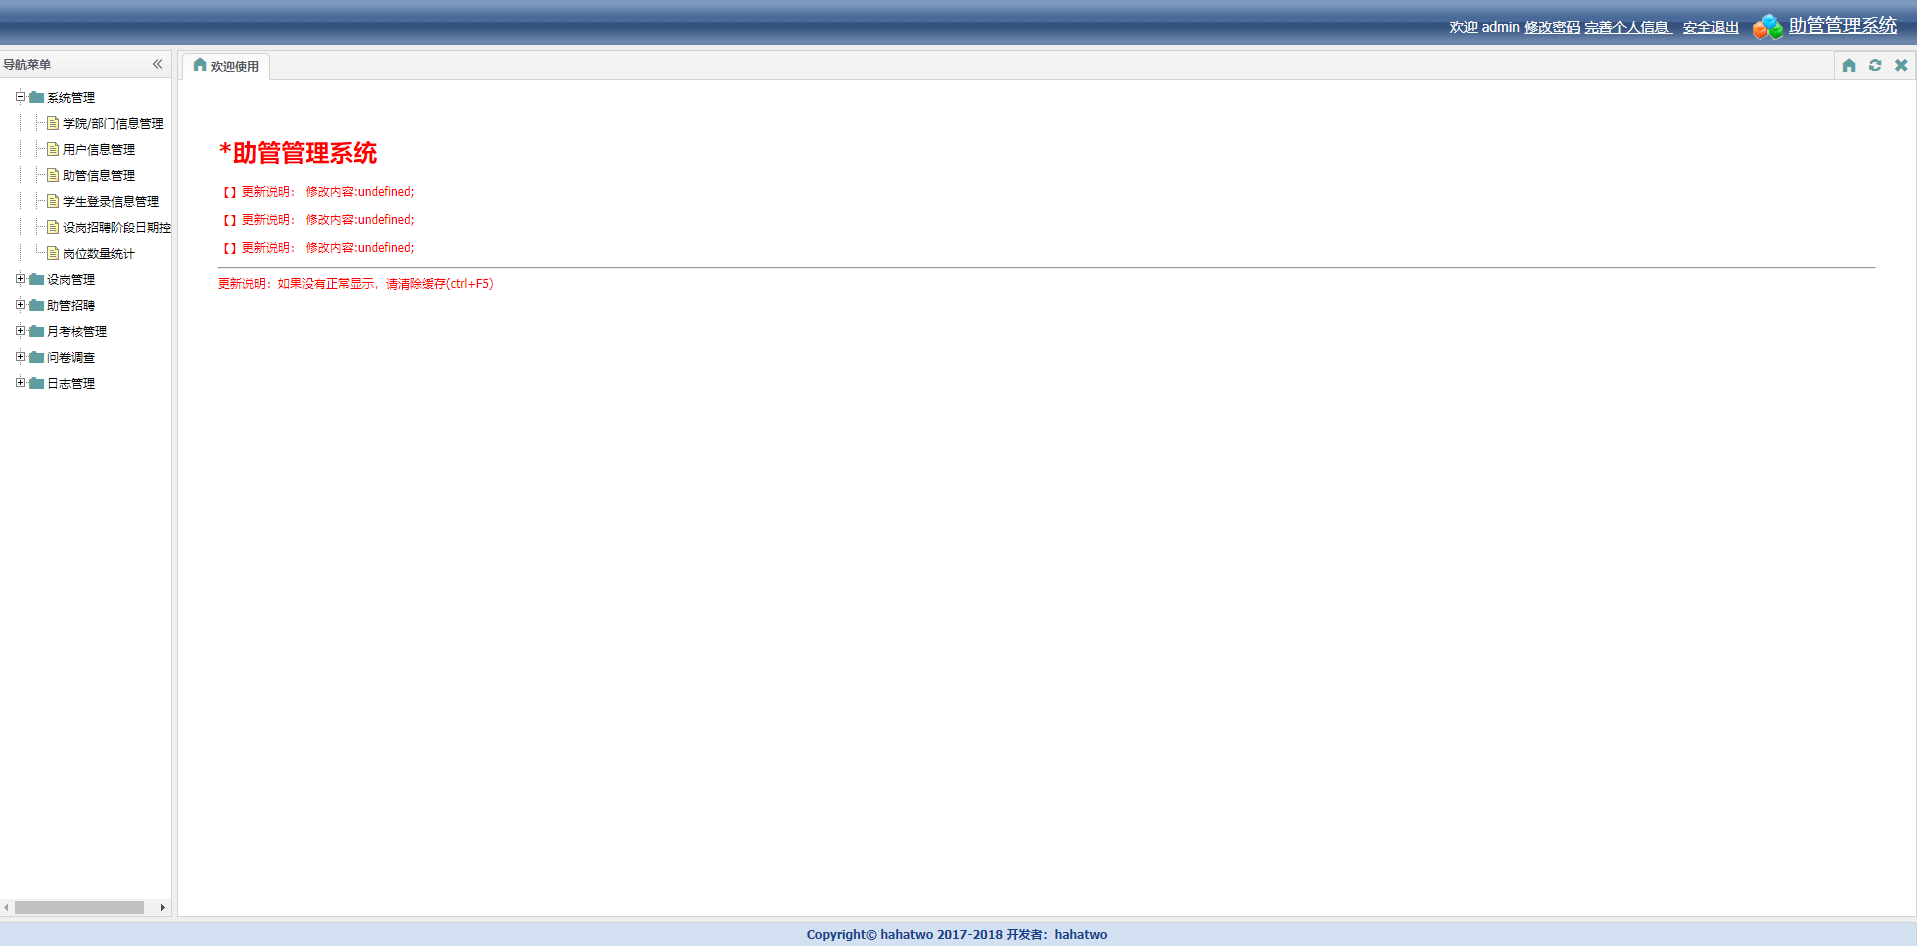 欢迎 admin 修改密码 完善个人信息 安全退出 助管管理系统
导航菜单
欢迎使用
系统管理
学院/部门信息管理
用户信息管理
助管信息管理
学生登录信息管理
设岗招聘阶段日期控
岗位数量统计
设岗管理
助管招聘
月考核管理
问卷调查
日志管理
*助管管理系统
【】更新说明： 修改内容:undefined;
【】更新说明： 修改内容:undefined;
【】更新说明： 修改内容:undefined;
更新说明：如果没有正常显示，请清除缓存(ctrl+F5)
Copyright© hahatwo 2017-2018 开发者：hahatwo